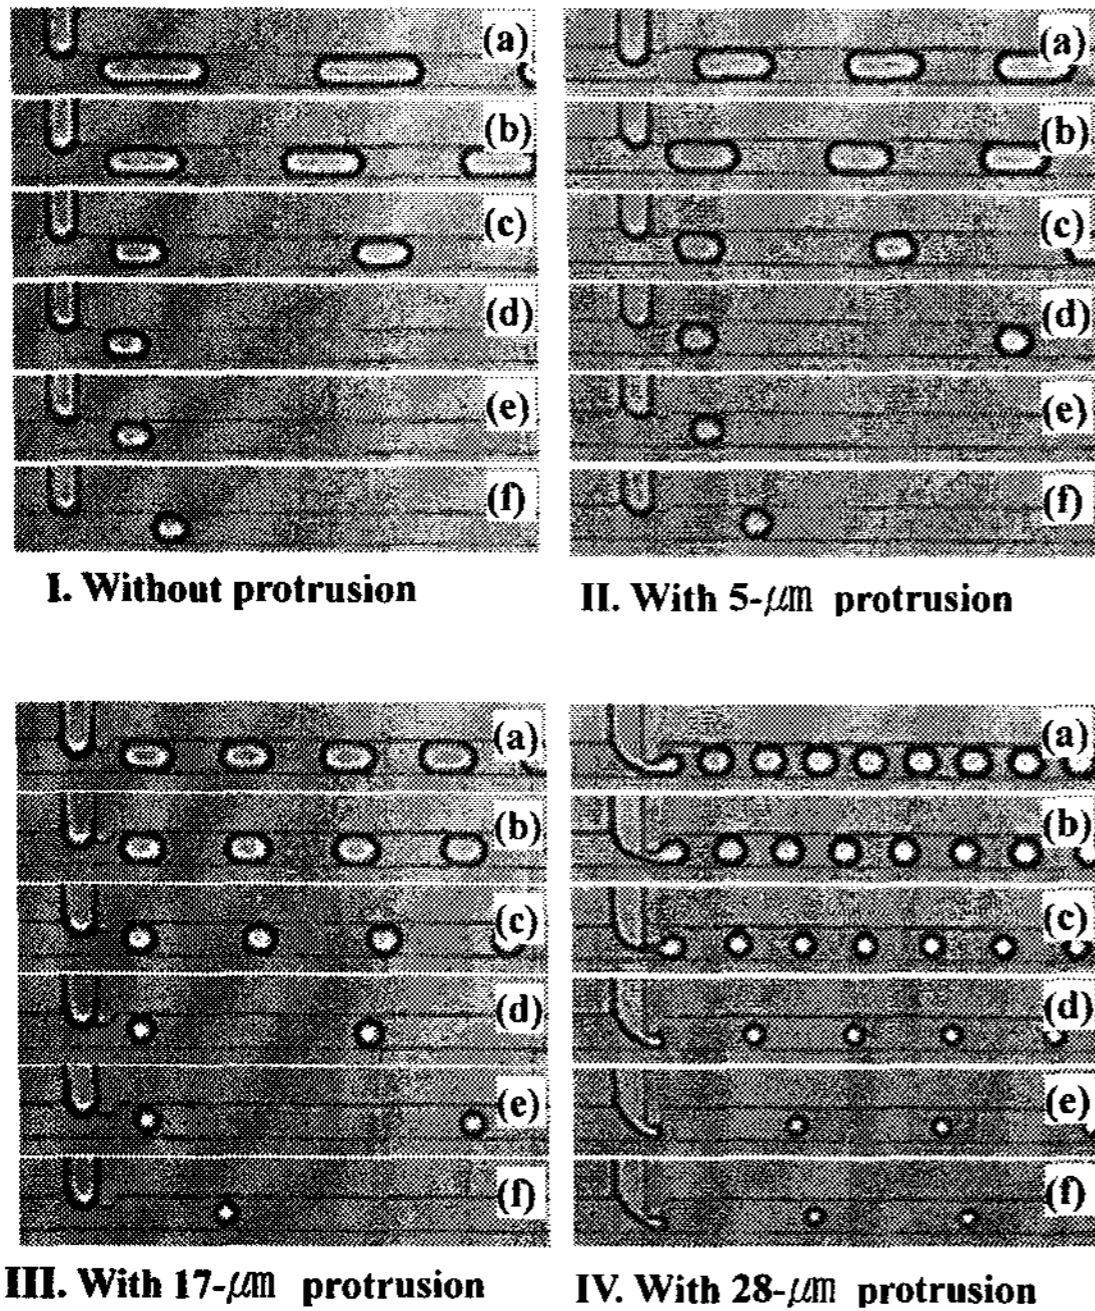 (a)
(b)
(c)
(d)
(e)
(f)
I. Without protrusion
(a)
(b)
(c)
(d)
(e)
(f)
II. With 5-μm protrusion
(a)
(b)
(c)
(d)
(e)
(f)
III. With 17-μm protrusion
(a)
(b)
(c)
(d)
(e)
(f)
IV. With 28-μm protrusion